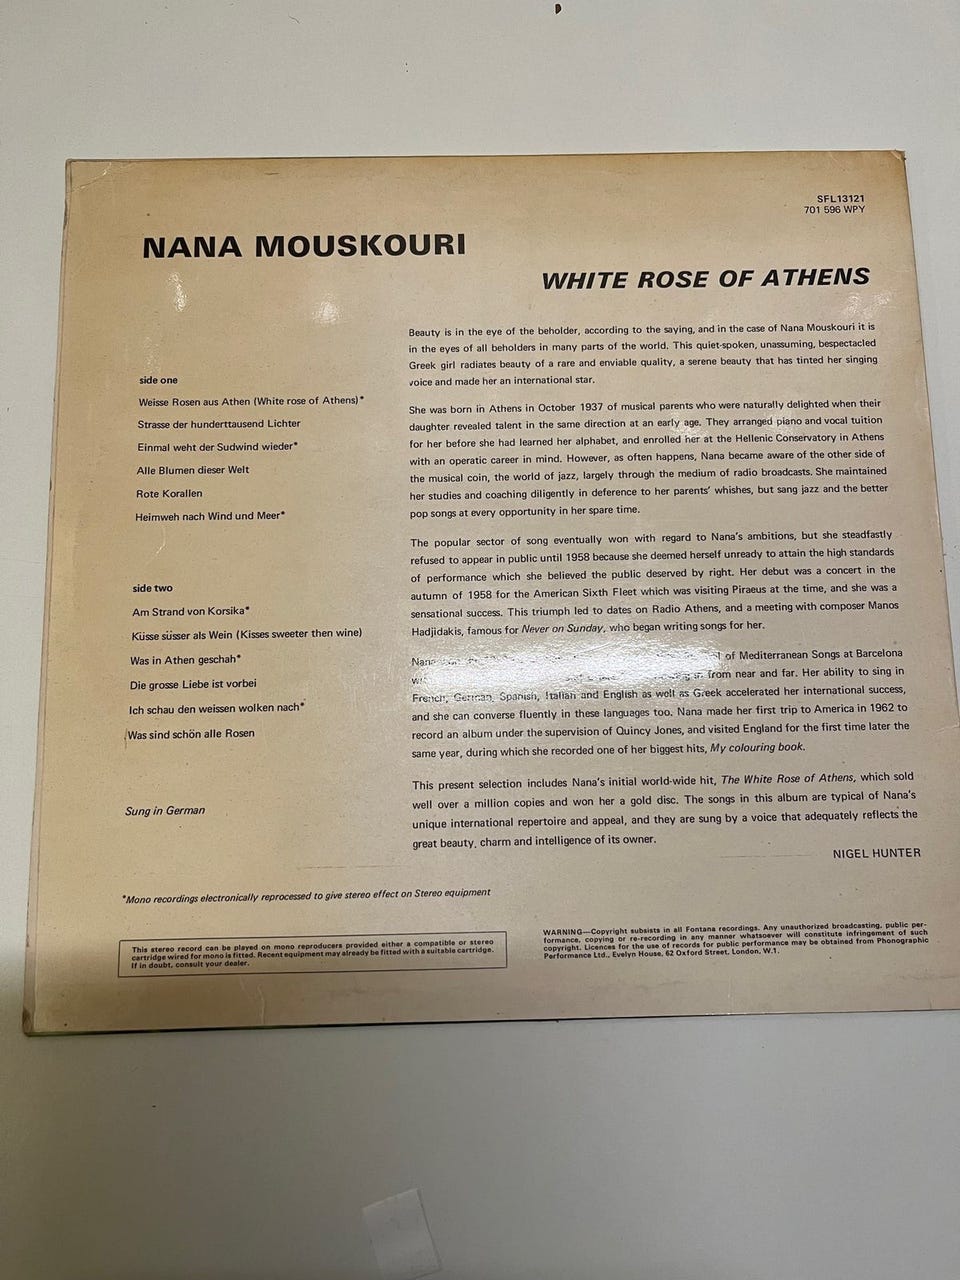 SFL13121
701 596 WPY
NANA MOUSKOURI
WHITE ROSE OF ATHENS
side one
Weisse Rosen aus Athen (White rose of Athens)*
Strasse der hunderttausend Lichter
Einmal weht der Sudwind wieder*
Alle Blumen dieser Welt
Rote Korallen
Heimweh nach Wind und Meer*
side two
Am Strand von Korsika*
Küsse süsser als Wein (Kisses sweeter then wine)
Was in Athen geschah*
Die grosse Liebe ist vorbei
Ich schau den weissen wolken nach*
Was sind schön alle Rosen
Sung in German
Beauty is in the eye of the beholder, according to the saying, and in the case of Nana Mouskouri it is
in the eyes of all beholders in many parts of the world. This quiet-spoken, unassuming, bespectacled
Greek girl radiates beauty of a rare and enviable quality, a serene beauty that has tinted her singing
voice and made her an international star.
She was born in Athens in October 1937 of musical parents who were naturally delighted when their
daughter revealed talent in the same direction at an early age. They arranged piano and vocal tuition
for her before she had learned her alphabet, and enrolled her at the Hellenic Conservatory in Athens
with an operatic career in mind. However, as often happens, Nana became aware of the other side of
the musical coin, the world of jazz, largely through the medium of radio broadcasts. She maintained
her studies and coaching diligently in deference to her parents' whishes, but sang jazz and the better
pop songs at every opportunity in her spare time.
The popular sector of song eventually won with regard to Nana's ambitions, but she steadfastly
refused to appear in public until 1958 because she deemed herself unready to attain the high standards
of performance which she believed the public deserved by right. Her debut was a concert in the
autumn of 1958 for the American Sixth Fleet which was visiting Piraeus at the time, and she was a
sensational success. This triumph led to dates on Radio Athens, and a meeting with composer Manos
Hadjidakis, famous for Never on Sunday, who began writing songs for her.
Nana of Mediterranean Songs at Barcelona
from near and far. Her ability to sing in
French, German, Spanish, Italian and English as well as Greek accelerated her international success,
and she can converse fluently in these languages too. Nana made her first trip to America in 1962 to
record an album under the supervision of Quincy Jones, and visited England for the first time later the
same year, during which she recorded one of her biggest hits, My colouring book.
This present selection includes Nana's initial world-wide hit, The White Rose of Athens, which sold
well over a million copies and won her a gold disc. The songs in this album are typical of Nana's
unique international repertoire and appeal, and they are sung by a voice that adequately reflects the
great beauty, charm and intelligence of its owner.
NIGEL HUNTER
*Mono recordings electronically reprocessed to give stereo effect on Stereo equipment
This stereo record can be played on mono reproducers provided either a compatible or stereo
cartridge wired for mono is fitted. Recent equipment may already be fitted with a suitable cartridge.
If in doubt, consult your dealer.
WARNING—Copyright subsists in all Fontana recordings. Any unauthorized broadcasting, public per-
formance, copying or re-recording in any manner whatsoever will constitute infringement of such
copyright. Licences for the use of records for public performance may be obtained from Phonographic
Performance Ltd., Evelyn House, 62 Oxford Street, London, W.1.